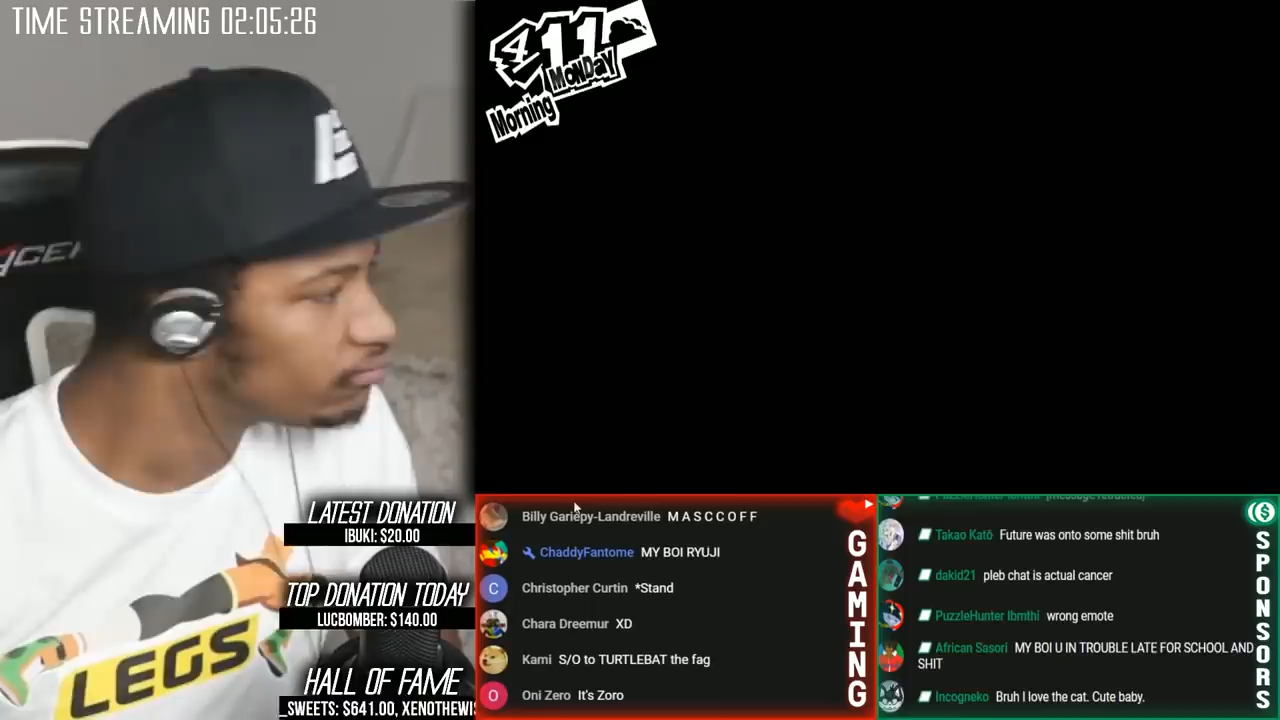 TIME STREAMING 02:05:26
4/11
MONDAY
Morning
LEGS
LATEST DONATION
IBUKI: $20.00
TOP DONATION TODAY
LUCBOMBER: $140.00
HALL OF FAME
_SWEETS: $641.00, XENOTHEWI
Billy Gariepy-Landreville M A S C C O F F
ChaddyFantome MY BOI RYUJI
C Christopher Curtin *Stand
Chara Dreemur XD
Kami S/O to TURTLEBAT the fag
O Oni Zero It's Zoro
GAMING
Takao Katō Future was onto some shit bruh
dakid21 pleb chat is actual cancer
PuzzleHunter Ibmthi wrong emote
African Sasori MY BOI U IN TROUBLE LATE FOR SCHOOL AND
SHIT
Incogneko Bruh I love the cat. Cute baby.
$
SPONSORS